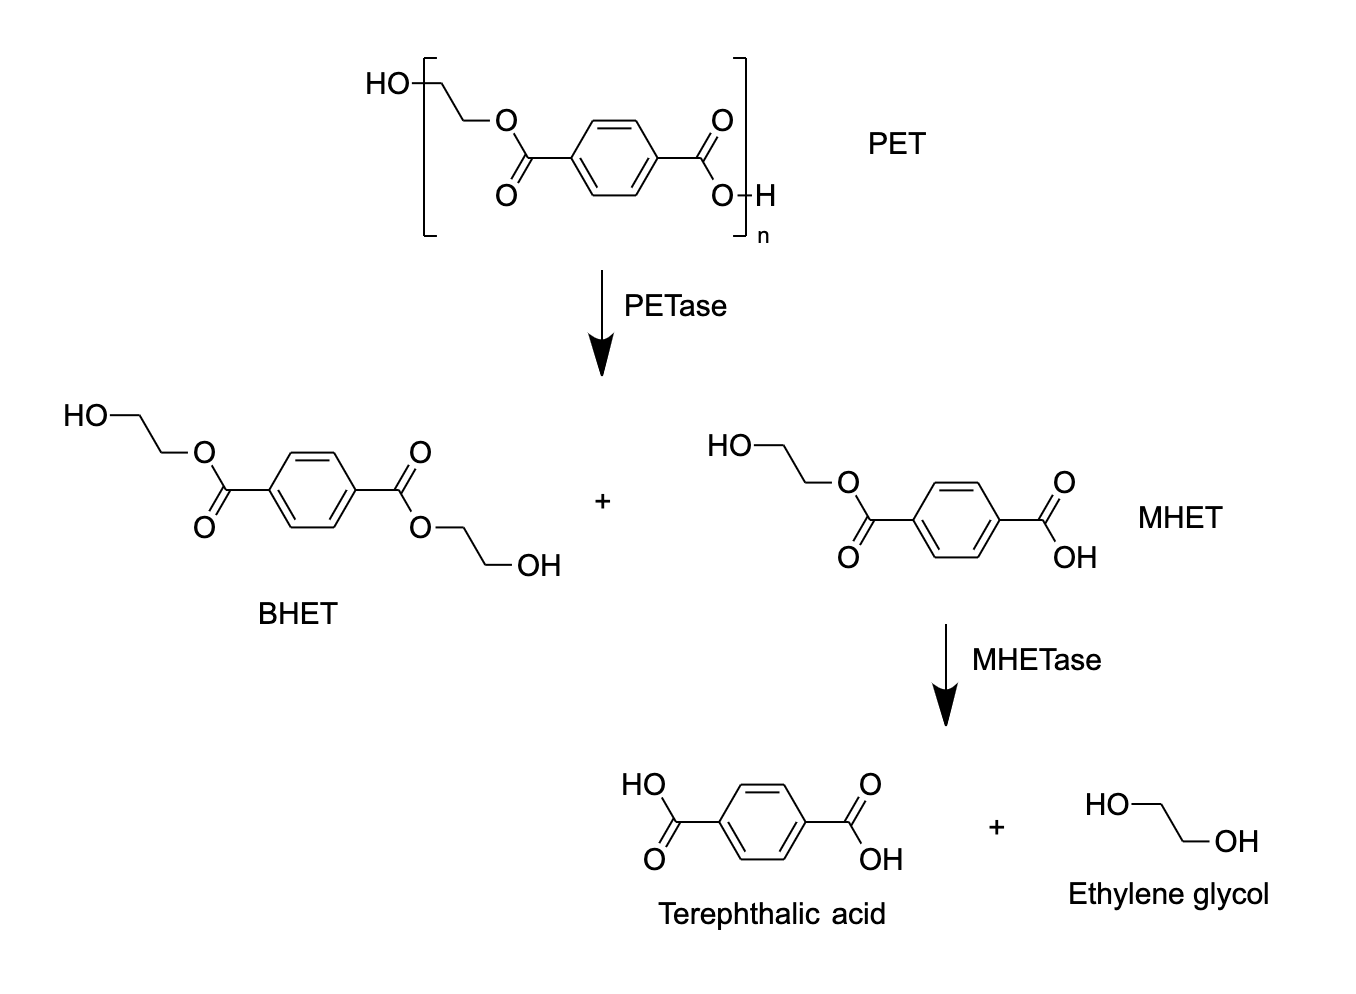 HO
O
O
PET
O
O
H
n
PETase
HO
O
O
O
O
OH
BHET
+
HO
O
O
O
OH
MHET
MHETase
HO
O
O
OH
Terephthalic acid
+
HO
OH
Ethylene glycol